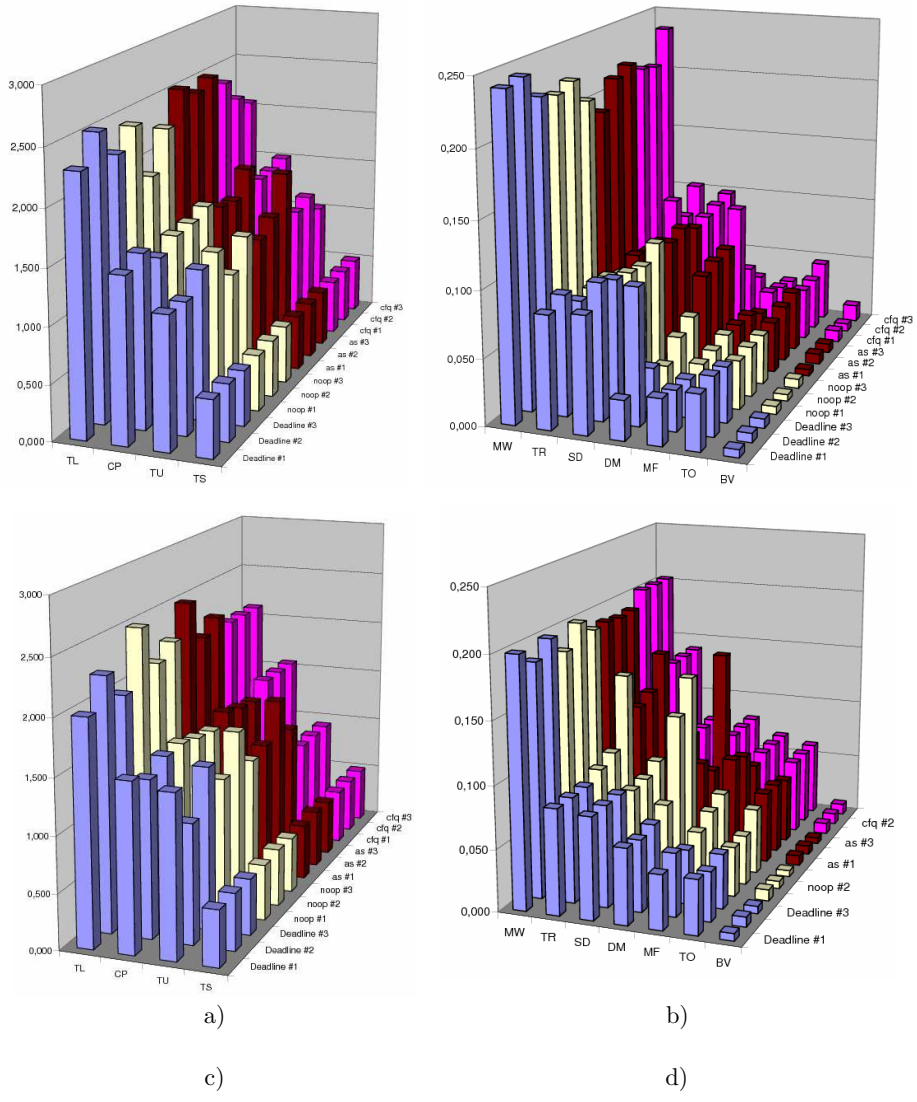 3,000
2,500
2,000
1,500
1,000
0,500
0,000
TL
CP
TU
TS
Deadline #1
Deadline #2
Deadline #3
noop #1
noop #2
noop #3
as #1
as #2
as #3
cfq #1
cfq #2
cfq #3
0,250
0,200
0,150
0,100
0,050
0,000
MW
TR
SD
DM
MF
TO
BV
Deadline #1
Deadline #2
Deadline #3
noop #1
noop #2
noop #3
as #1
as #2
as #3
cfq #1
cfq #2
cfq #3
3,000
2,500
2,000
1,500
1,000
0,500
0,000
TL
CP
TU
TS
Deadline #1
Deadline #2
Deadline #3
noop #1
noop #2
noop #3
as #1
as #2
as #3
cfq #1
cfq #2
cfq #3
0,250
0,200
0,150
0,100
0,050
0,000
MW
TR
SD
DM
MF
TO
BV
Deadline #1
Deadline #3
noop #2
as #1
as #3
cfq #2
a)
b)
c)
d)